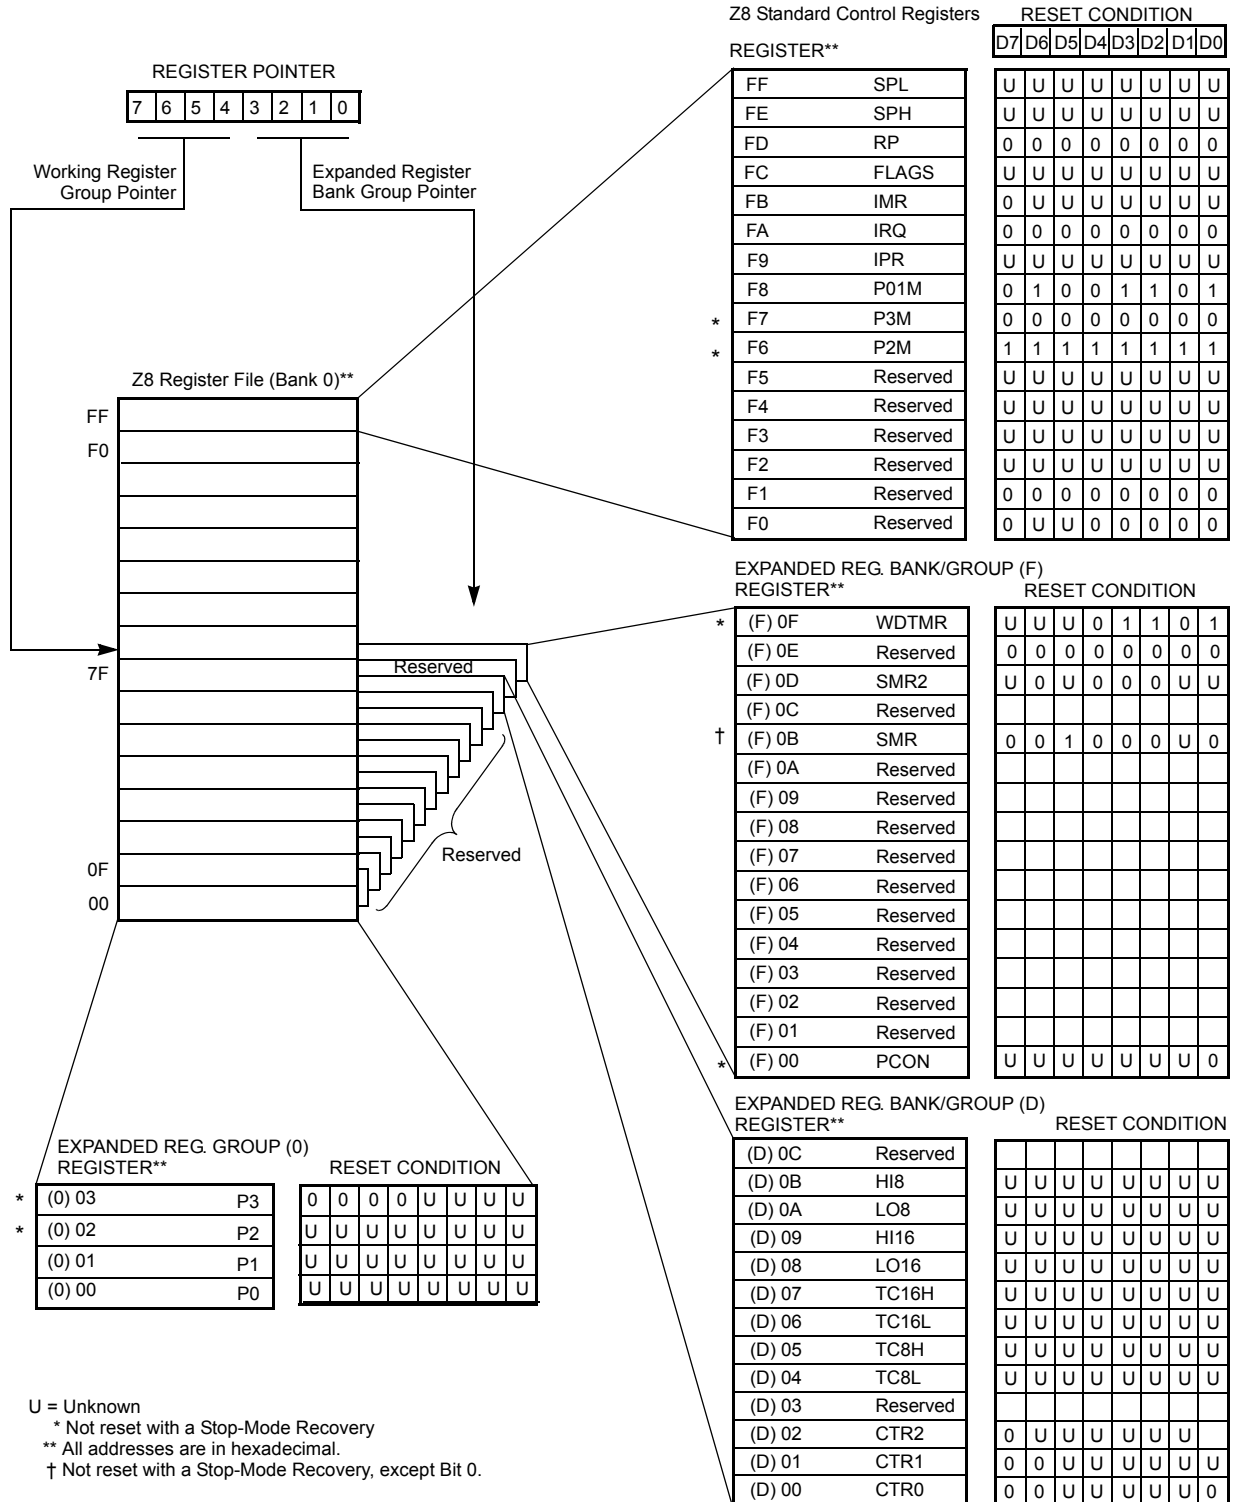 Z8 Standard Control Registers RESET CONDITION
D7 D6 D5 D4 D3 D2 D1 D0
REGISTER**
FF SPL U U U U U U U U
FE SPH U U U U U U U U
FD RP 0 0 0 0 0 0 0 0
FC FLAGS U U U U U U U U
FB IMR 0 U U U U U U U
FA IRQ 0 0 0 0 0 0 0 0
F9 IPR U U U U U U U U
F8 P01M 0 1 0 0 1 1 0 1
* F7 P3M 0 0 0 0 0 0 0 0
* F6 P2M 1 1 1 1 1 1 1 1
F5 Reserved U U U U U U U U
F4 Reserved U U U U U U U U
F3 Reserved U U U U U U U U
F2 Reserved U U U U U U U U
F1 Reserved 0 0 0 0 0 0 0 0
F0 Reserved 0 U U 0 0 0 0 0
REGISTER POINTER
7 6 5 4 3 2 1 0
Working Register
Group Pointer
Expanded Register
Bank Group Pointer
Z8 Register File (Bank 0)**
FF
F0
7F
0F
00
Reserved
Reserved
EXPANDED REG. BANK/GROUP (F)
REGISTER** RESET CONDITION
* (F) 0F WDTMR U U U 0 1 1 0 1
(F) 0E Reserved 0 0 0 0 0 0 0 0
(F) 0D SMR2 U 0 U 0 0 0 U U
(F) 0C Reserved
† (F) 0B SMR 0 0 1 0 0 0 U 0
(F) 0A Reserved
(F) 09 Reserved
(F) 08 Reserved
(F) 07 Reserved
(F) 06 Reserved
(F) 05 Reserved
(F) 04 Reserved
(F) 03 Reserved
(F) 02 Reserved
(F) 01 Reserved
* (F) 00 PCON U U U U U U U 0
EXPANDED REG. BANK/GROUP (D)
REGISTER** RESET CONDITION
(D) 0C Reserved
(D) 0B HI8 U U U U U U U U
(D) 0A LO8 U U U U U U U U
(D) 09 HI16 U U U U U U U U
(D) 08 LO16 U U U U U U U U
(D) 07 TC16H U U U U U U U U
(D) 06 TC16L U U U U U U U U
(D) 05 TC8H U U U U U U U U
(D) 04 TC8L U U U U U U U U
(D) 03 Reserved
(D) 02 CTR2 0 U U U U U U
(D) 01 CTR1 0 0 U U U U U U
(D) 00 CTR0 0 0 U U U U U 0
EXPANDED REG. GROUP (0)
REGISTER** RESET CONDITION
* (0) 03 P3 0 0 0 0 U U U U
* (0) 02 P2 U U U U U U U U
(0) 01 P1 U U U U U U U U
(0) 00 P0 U U U U U U U U
U = Unknown
* Not reset with a Stop-Mode Recovery
** All addresses are in hexadecimal.
† Not reset with a Stop-Mode Recovery, except Bit 0.